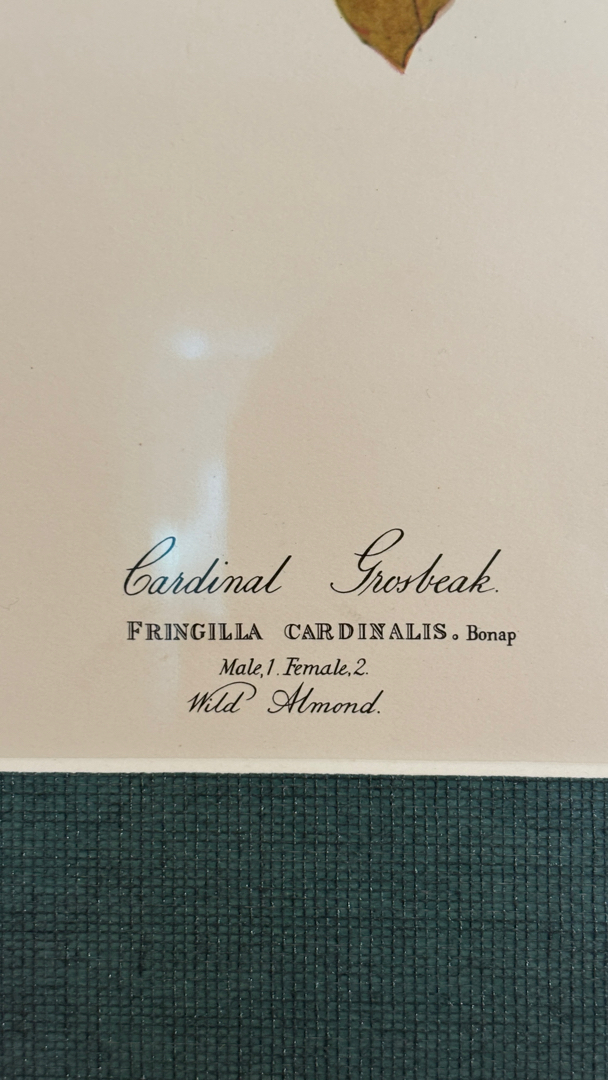 Cardinal Grosbeak.
FRINGILLA CARDINALIS. Bonap
Male, 1. Female, 2.
Wild Almond.